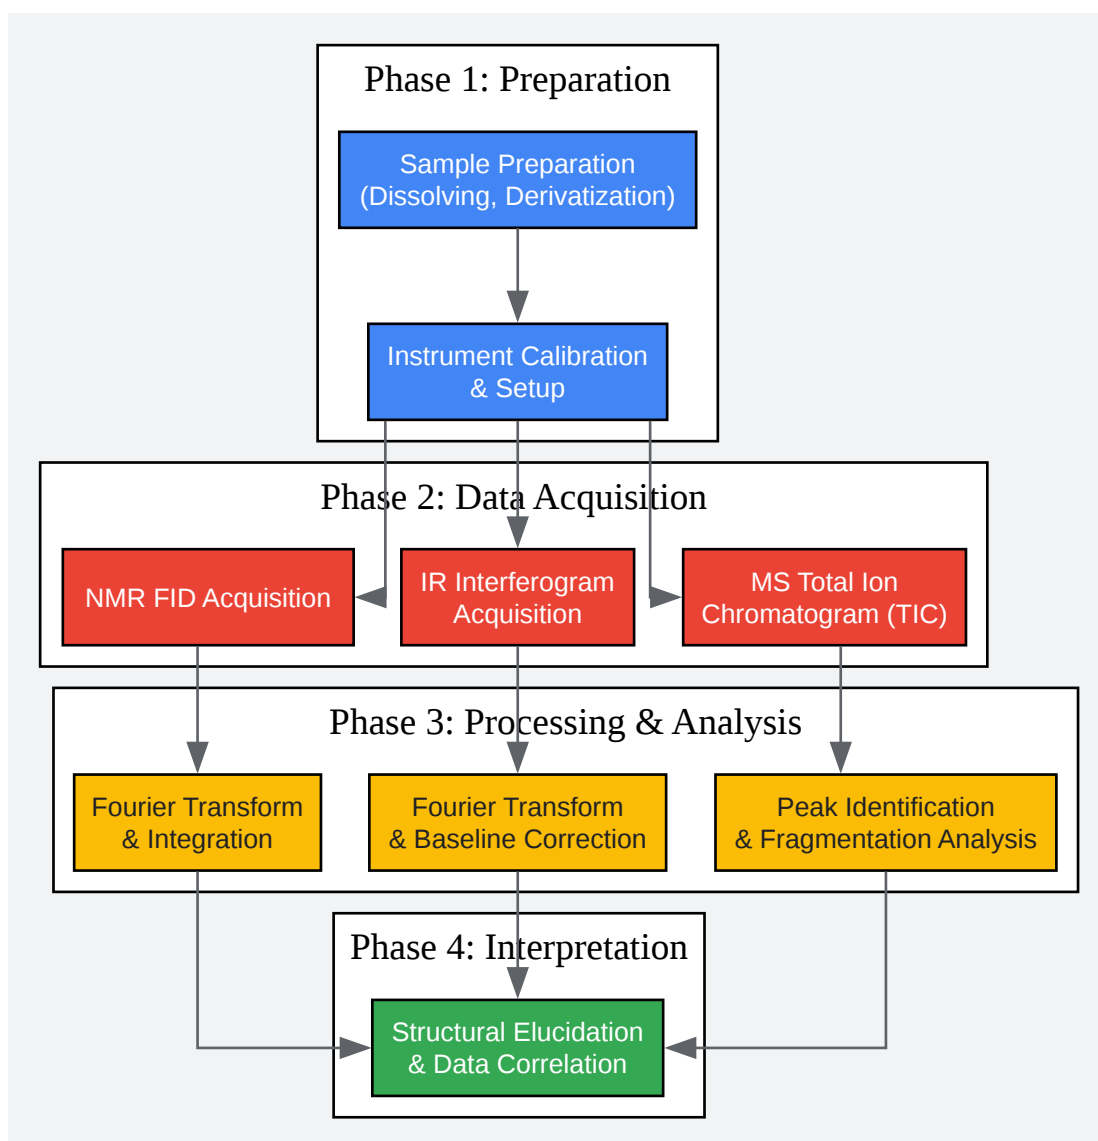 Phase 1: Preparation
Sample Preparation
(Dissolving, Derivatization)
Instrument Calibration
& Setup
Phase 2: Data Acquisition
NMR FID Acquisition
IR Interferogram
Acquisition
MS Total Ion
Chromatogram (TIC)
Phase 3: Processing & Analysis
Fourier Transform
& Integration
Fourier Transform
& Baseline Correction
Peak Identification
& Fragmentation Analysis
Phase 4: Interpretation
Structural Elucidation
& Data Correlation